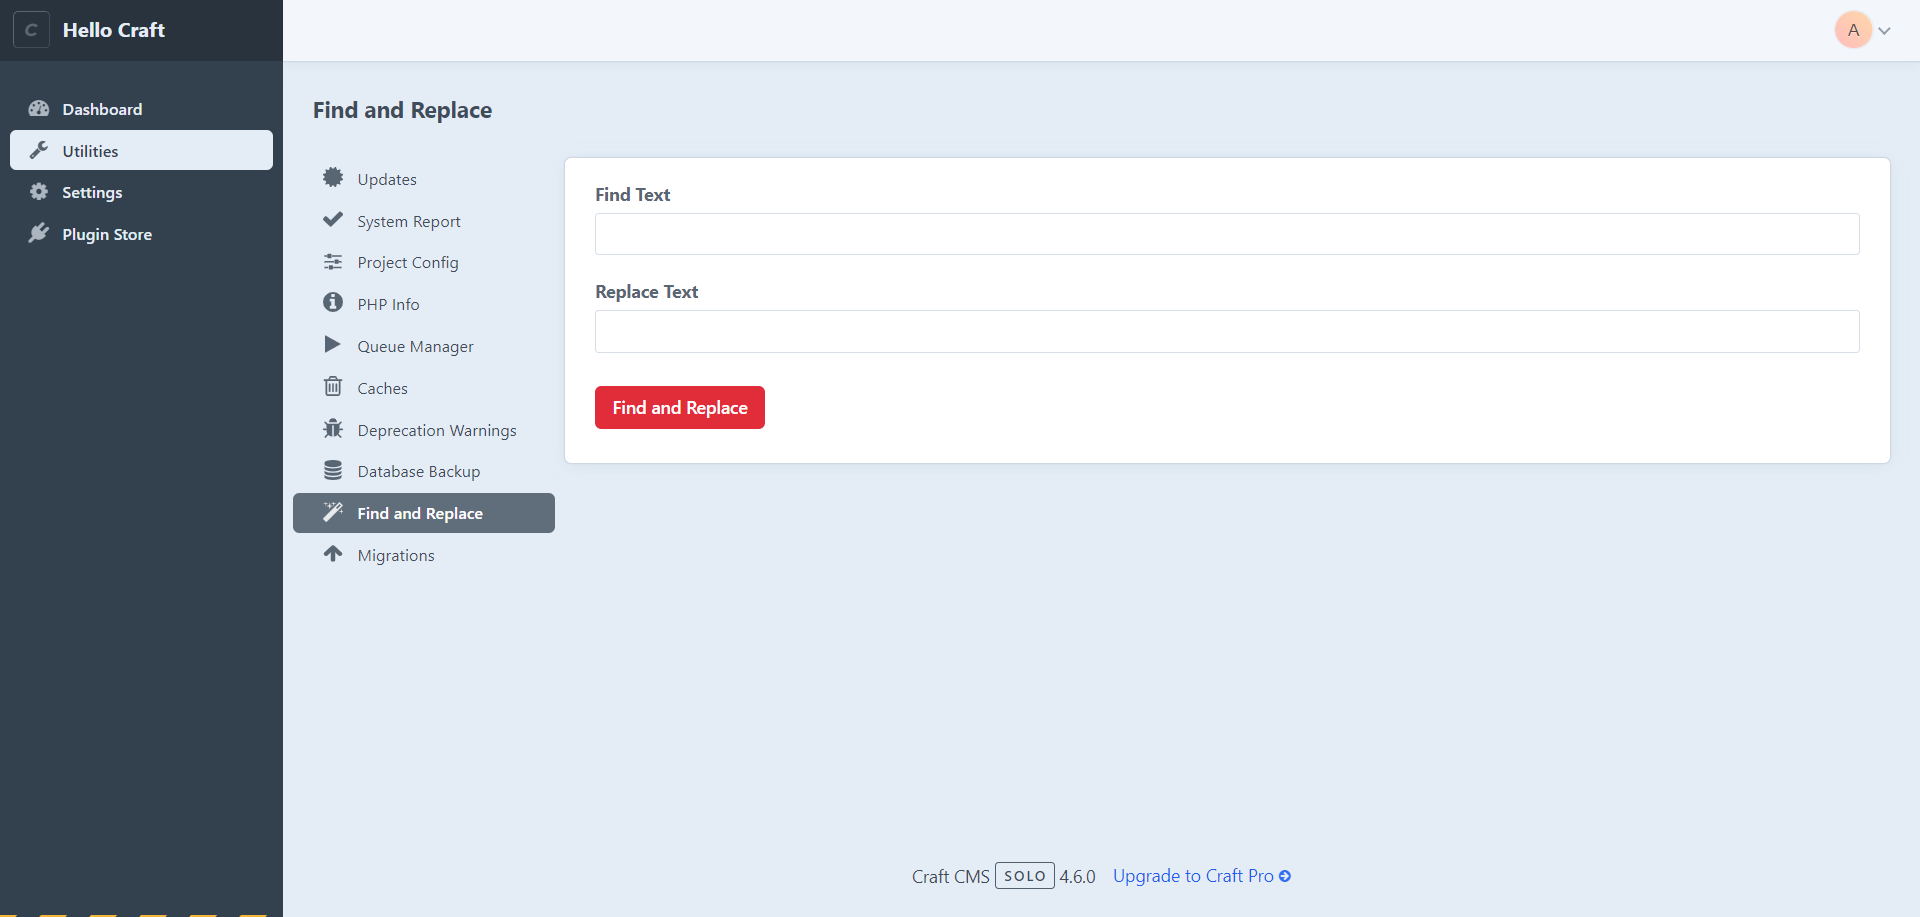 C Hello Craft
A
Dashboard
Utilities
Settings
Plugin Store
Find and Replace
Updates
System Report
Project Config
PHP Info
Queue Manager
Caches
Deprecation Warnings
Database Backup
Find and Replace
Migrations
Find Text
Replace Text
Find and Replace
Craft CMS SOLO 4.6.0 Upgrade to Craft Pro